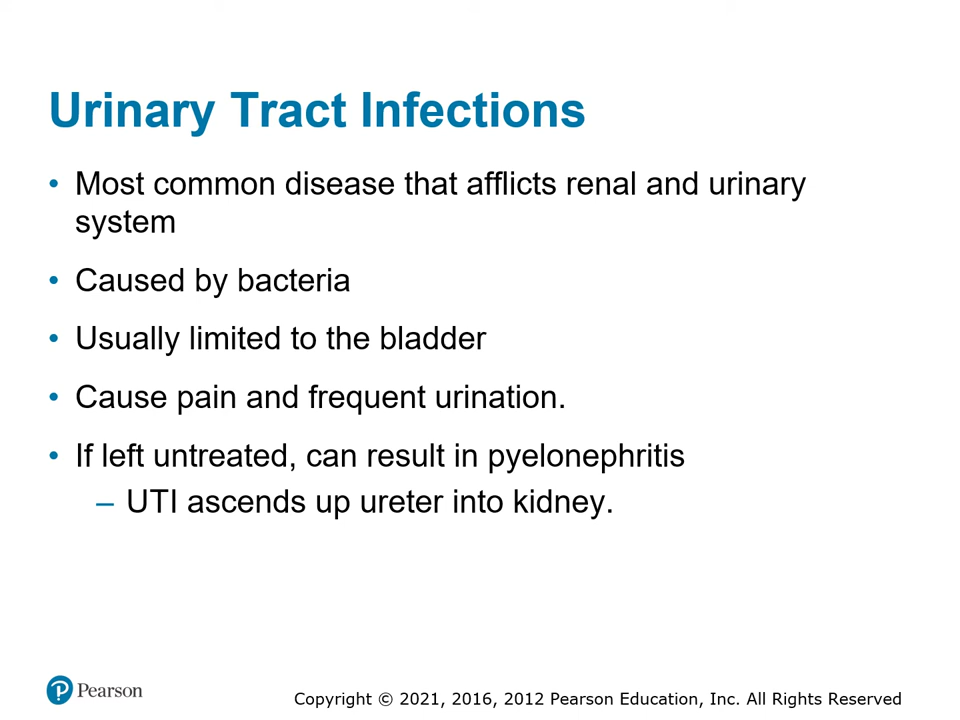 Urinary Tract Infections
• Most common disease that afflicts renal and urinary
system
• Caused by bacteria
• Usually limited to the bladder
• Cause pain and frequent urination.
• If left untreated, can result in pyelonephritis
– UTI ascends up ureter into kidney.
P Pearson
Copyright © 2021, 2016, 2012 Pearson Education, Inc. All Rights Reserved